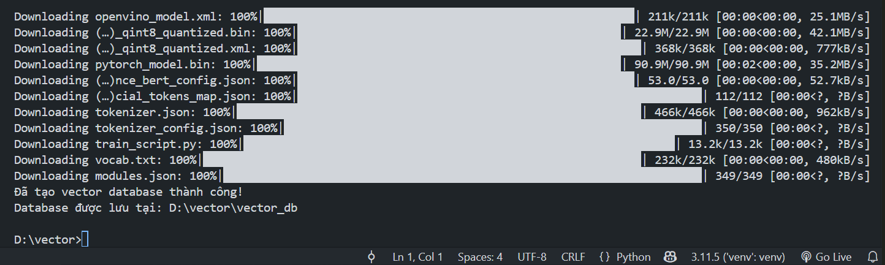 Downloading openvino_model.xml: 100%| | 211k/211k [00:00<00:00, 25.1MB/s]
Downloading (…)_qint8_quantized.bin: 100%| | 22.9M/22.9M [00:00<00:00, 42.1MB/s]
Downloading (…)_qint8_quantized.xml: 100%| | 368k/368k [00:00<00:00, 777kB/s]
Downloading pytorch_model.bin: 100%| | 90.9M/90.9M [00:02<00:00, 35.2MB/s]
Downloading (…)nce_bert_config.json: 100%| | 53.0/53.0 [00:00<00:00, 52.7kB/s]
Downloading (…)cial_tokens_map.json: 100%| | 112/112 [00:00<?, ?B/s]
Downloading tokenizer.json: 100%| | 466k/466k [00:00<00:00, 962kB/s]
Downloading tokenizer_config.json: 100%| | 350/350 [00:00<?, ?B/s]
Downloading train_script.py: 100%| | 13.2k/13.2k [00:00<?, ?B/s]
Downloading vocab.txt: 100%| | 232k/232k [00:00<00:00, 480kB/s]
Downloading modules.json: 100%| | 349/349 [00:00<?, ?B/s]
Đã tạo vector database thành công!
Database được lưu tại: D:\vector\vector_db
D:\vector>
Ln 1, Col 1 Spaces: 4 UTF-8 CRLF {} Python 3.11.5 ('venv': venv) Go Live